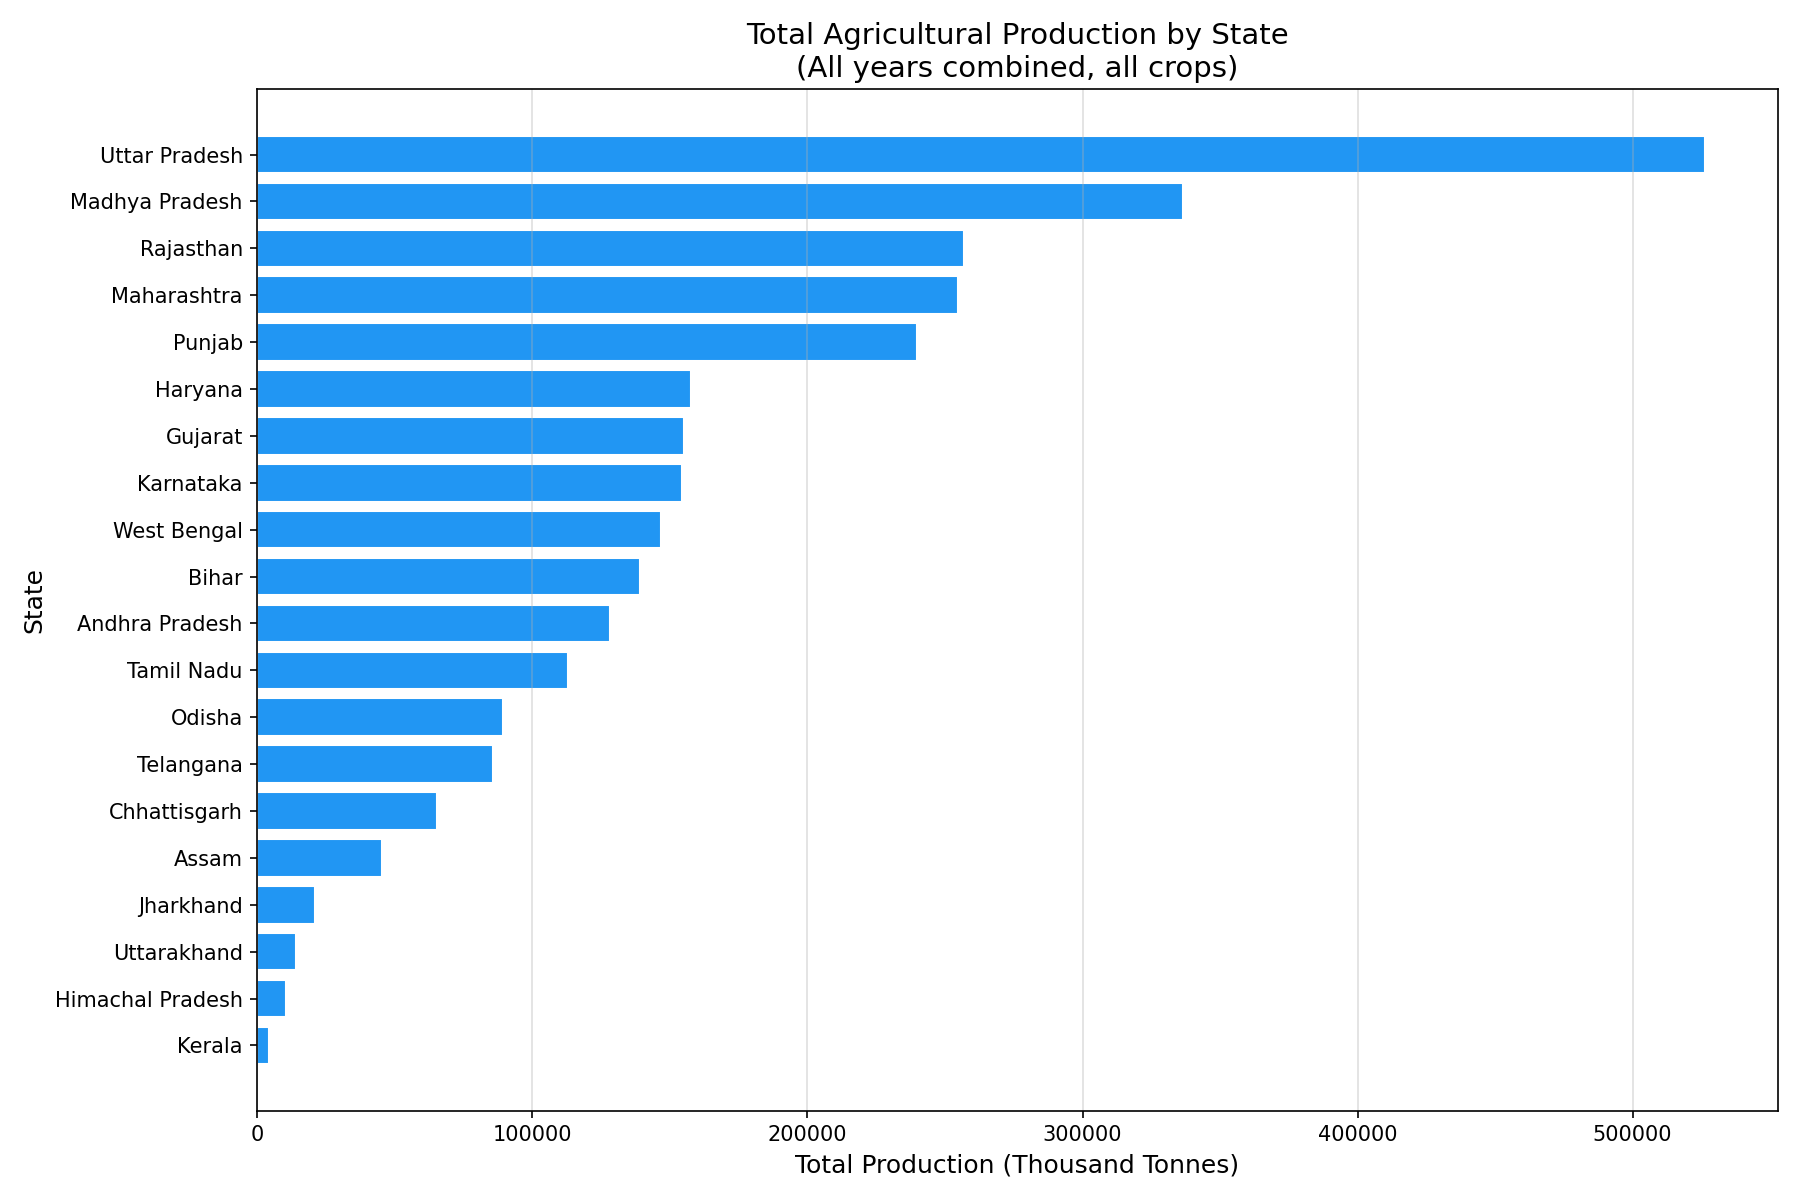 Total Agricultural Production by State
(All years combined, all crops)
Uttar Pradesh
Madhya Pradesh
Rajasthan
Maharashtra
Punjab
Haryana
Gujarat
Karnataka
West Bengal
Bihar
Andhra Pradesh
Tamil Nadu
Odisha
Telangana
Chhattisgarh
Assam
Jharkhand
Uttarakhand
Himachal Pradesh
Kerala
State
0 100000 200000 300000 400000 500000
Total Production (Thousand Tonnes)